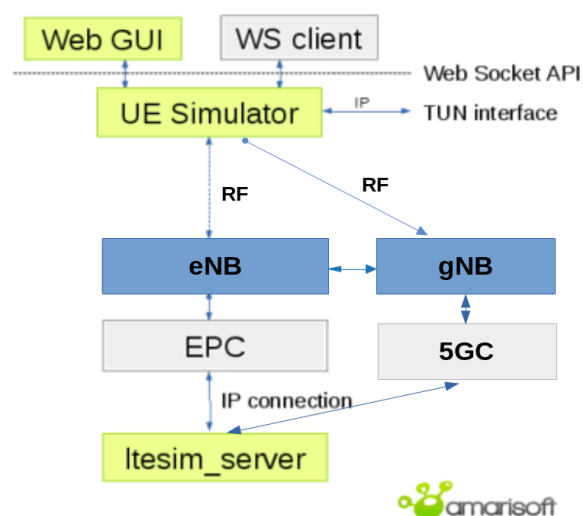 Web GUI
WS client
Web Socket API
UE Simulator
IP
TUN interface
RF
RF
eNB
gNB
EPC
5GC
IP connection
ltesim_server
amarisoft